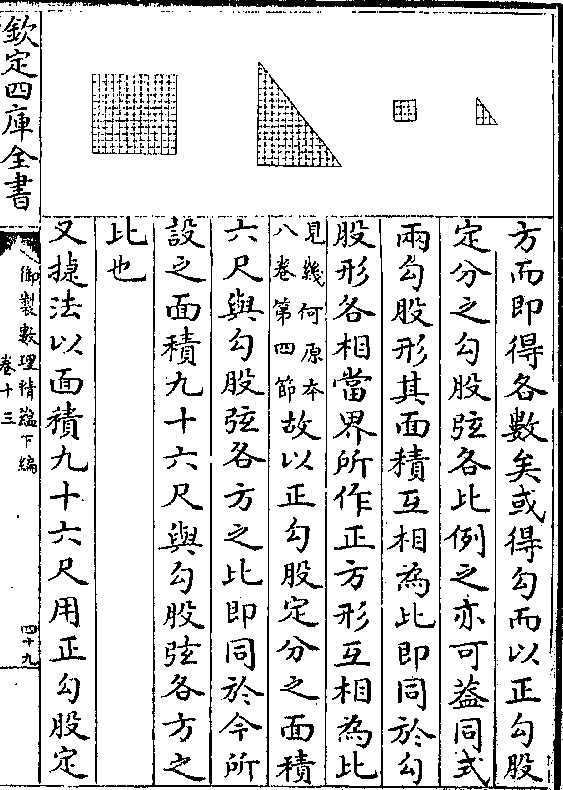 方而即得各數矣或得勾而以正勾股
定分之勾股弦各比例之亦可葢同式
兩勾股形其面積互相為比即同於勾
股形各相當界所作正方形互相為比
見幾何原本
八卷第四節
故以正勾股定分之面積
六尺與勾股弦各方之比即同於今所
設之面積九十六尺與勾股弦各方之
比也
又㨗法以面積九十六尺用正勾股定
欽定四庫全書
御製數理精蘊下編
卷十三
四十九